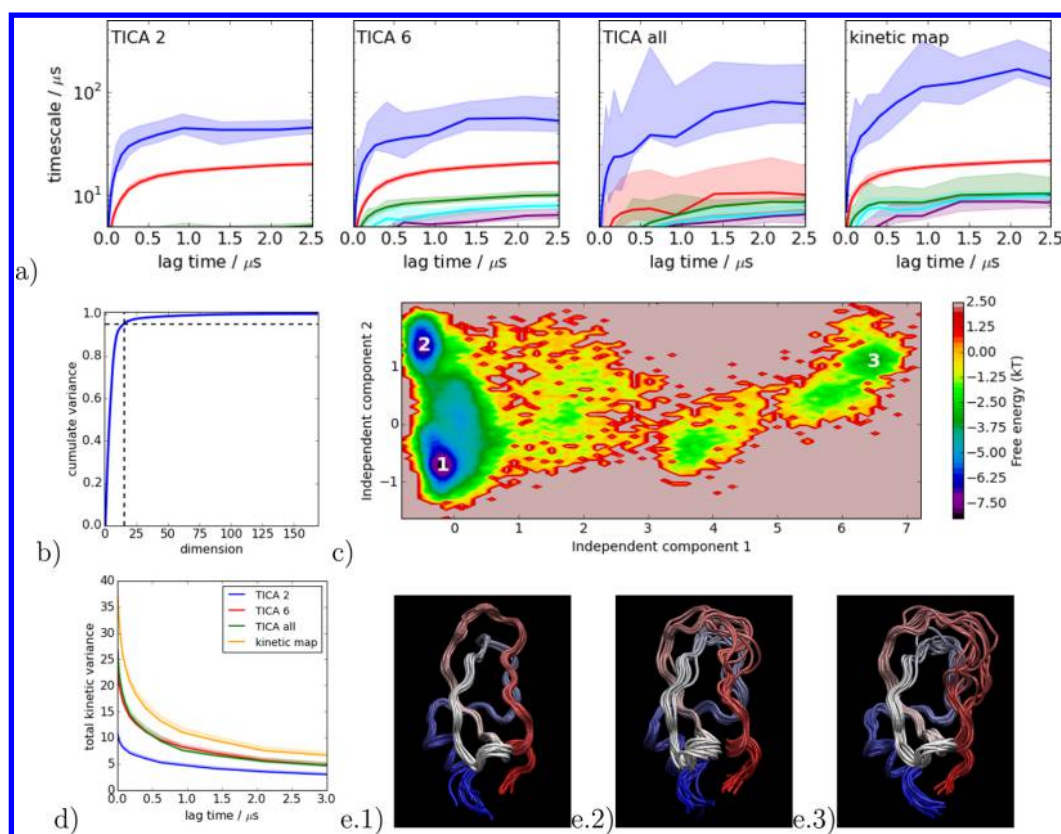 TICA 2
TICA 6
TICA all
kinetic map
timescale / μs
10²
10¹
0.0 0.5 1.0 1.5 2.0 2.5
0.0 0.5 1.0 1.5 2.0 2.5
0.0 0.5 1.0 1.5 2.0 2.5
0.0 0.5 1.0 1.5 2.0 2.5
lag time / μs
lag time / μs
lag time / μs
lag time / μs
a)
cumulate variance
1.0
0.8
0.6
0.4
0.2
0.0
0 25 50 75 100 125 150
dimension
b)
Independent component 2
1
0
−1
2
1
3
0 1 2 3 4 5 6 7
Independent component 1
c)
2.50
1.25
0.00
−1.25
−2.50
−3.75
−5.00
−6.25
−7.50
Free energy (kT)
total kinetic variance
40
35
30
25
20
15
10
5
0
0.0 0.5 1.0 1.5 2.0 2.5 3.0
lag time / μs
TICA 2
TICA 6
TICA all
kinetic map
d)
e.1)
e.2)
e.3)